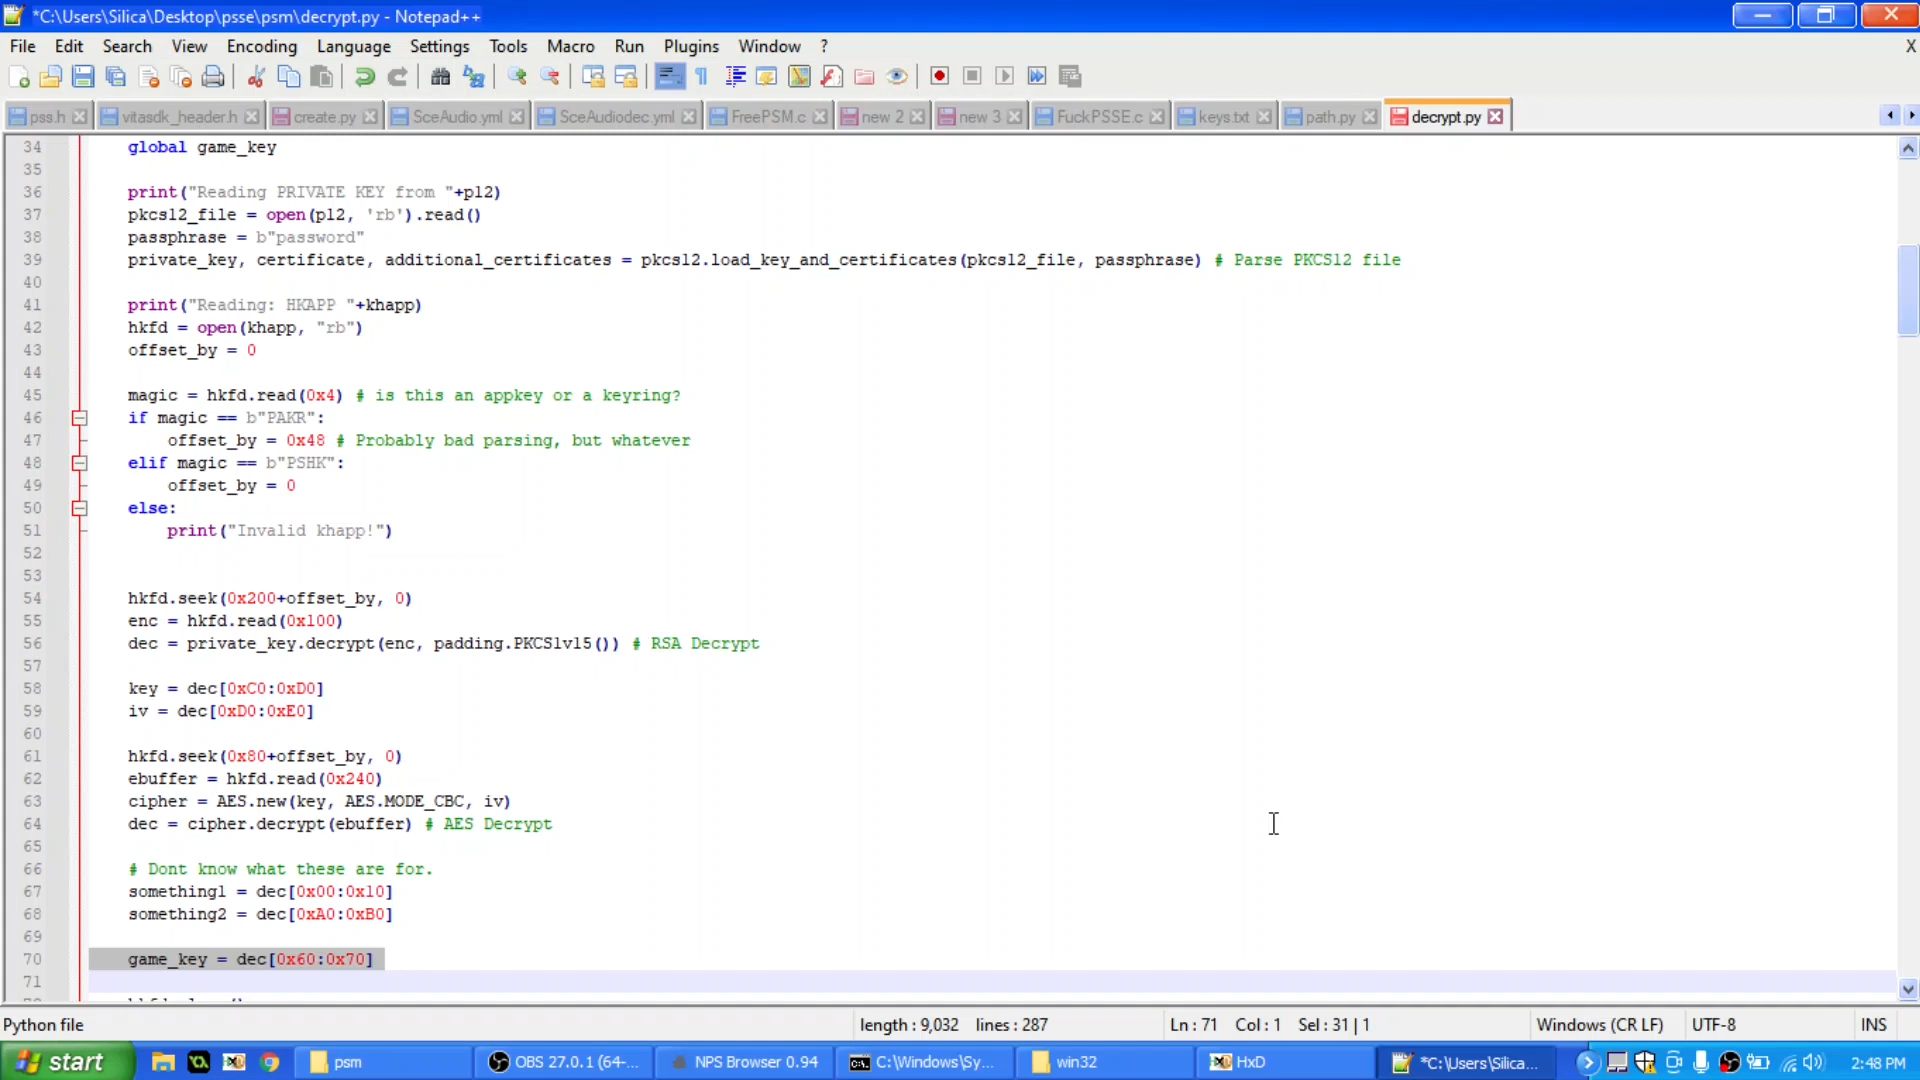 *C:\Users\Silica\Desktop\psse\psm\decrypt.py - Notepad++
File Edit Search View Encoding Language Settings Tools Macro Run Plugins Window ? X
pss.h vitasdk_header.h create.py SceAudio.yml SceAudiodec.yml FreePSM.c new 2 new 3 FuckPSSE.c keys.txt path.py decrypt.py
34 global game_key
35
36 print("Reading PRIVATE KEY from "+p12)
37 pkcs12_file = open(p12, 'rb').read()
38 passphrase = b"password"
39 private_key, certificate, additional_certificates = pkcs12.load_key_and_certificates(pkcs12_file, passphrase) # Parse PKCS12 file
40
41 print("Reading: HKAPP "+khapp)
42 hkfd = open(khapp, "rb")
43 offset_by = 0
44
45 magic = hkfd.read(0x4) # is this an appkey or a keyring?
46 if magic == b"PAKR":
47 offset_by = 0x48 # Probably bad parsing, but whatever
48 elif magic == b"PSHK":
49 offset_by = 0
50 else:
51 print("Invalid khapp!")
52
53
54 hkfd.seek(0x200+offset_by, 0)
55 enc = hkfd.read(0x100)
56 dec = private_key.decrypt(enc, padding.PKCS1v15()) # RSA Decrypt
57
58 key = dec[0xC0:0xD0]
59 iv = dec[0xD0:0xE0]
60
61 hkfd.seek(0x80+offset_by, 0)
62 ebuffer = hkfd.read(0x240)
63 cipher = AES.new(key, AES.MODE_CBC, iv)
64 dec = cipher.decrypt(ebuffer) # AES Decrypt
65
66 # Dont know what these are for.
67 something1 = dec[0x00:0x10]
68 something2 = dec[0xA0:0xB0]
69
70 game_key = dec[0x60:0x70]
71
Python file length : 9,032 lines : 287 Ln : 71 Col : 1 Sel : 31 | 1 Windows (CR LF) UTF-8 INS
start psm OBS 27.0.1 (64-... NPS Browser 0.94 C:\Windows\Sy... win32 HxD *C:\Users\Silica... 2:48 PM